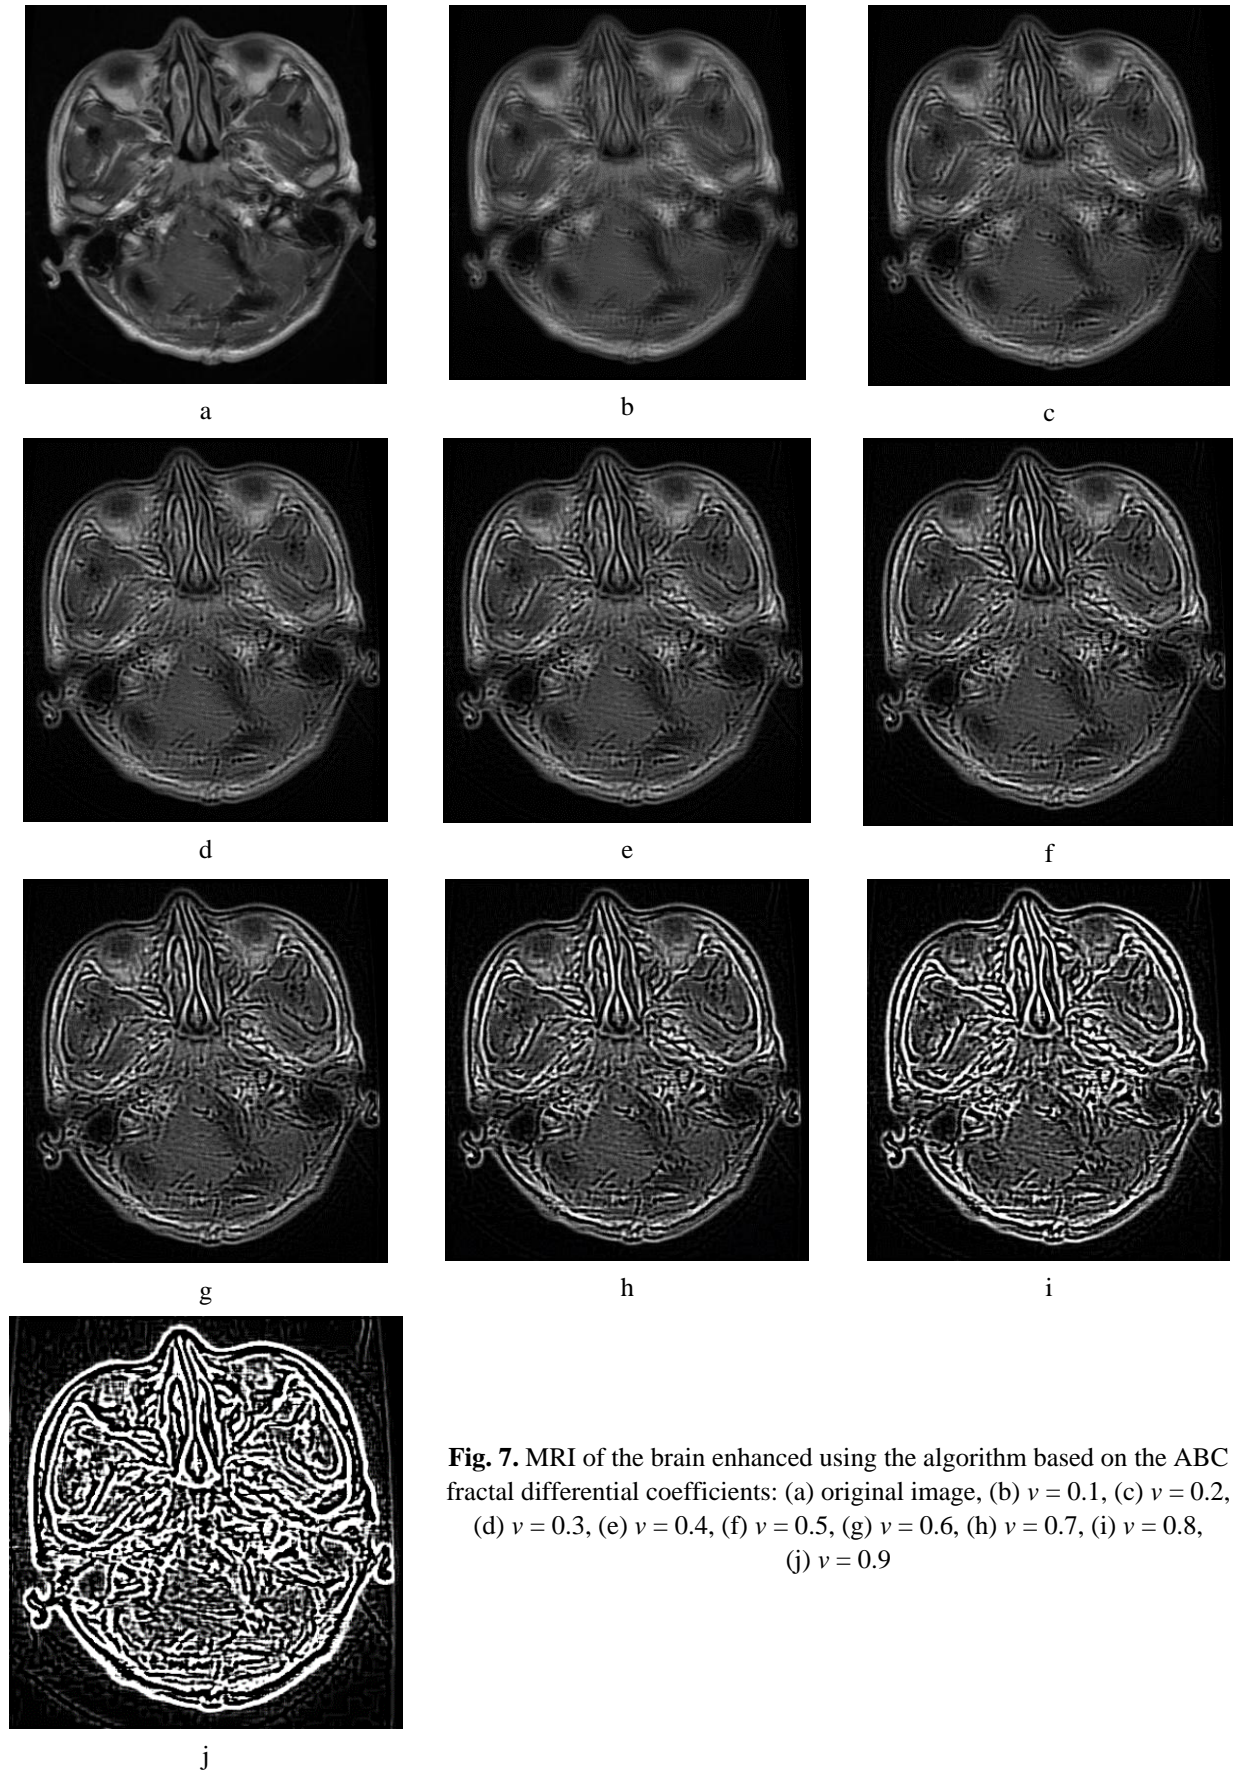 a
b
c
d
e
f
g
h
i
j
Fig. 7. MRI of the brain enhanced using the algorithm based on the ABC
fractal differential coefficients: (a) original image, (b) v = 0.1, (c) v = 0.2,
(d) v = 0.3, (e) v = 0.4, (f) v = 0.5, (g) v = 0.6, (h) v = 0.7, (i) v = 0.8,
(j) v = 0.9